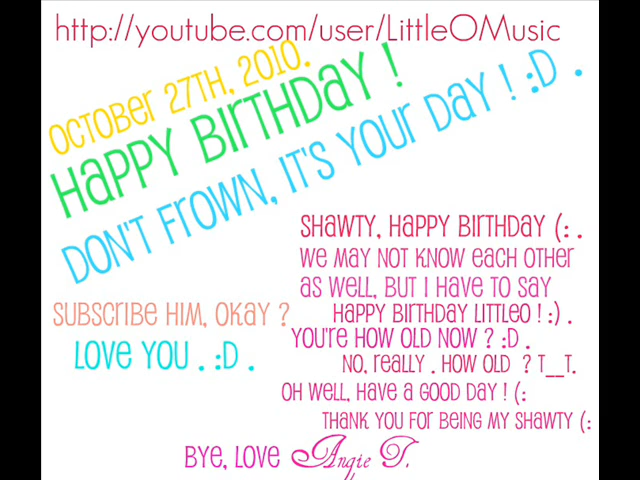 http://youtube.com/user/LittleOMusic
October 27th, 2010.
Happy Birthday !
Don't frown, it's your day ! :D .
Shawty, Happy Birthday (: .
We may not know each other
as well, but I have to say
Happy Birthday LittleO ! :) .
You're how old now ? :D .
No, really . How old ? T__T.
Oh well, have a good day ! (:
Thank you for being my shawty (:
Subscribe him, okay ?
Love you . :D .
Bye, love Angie T.